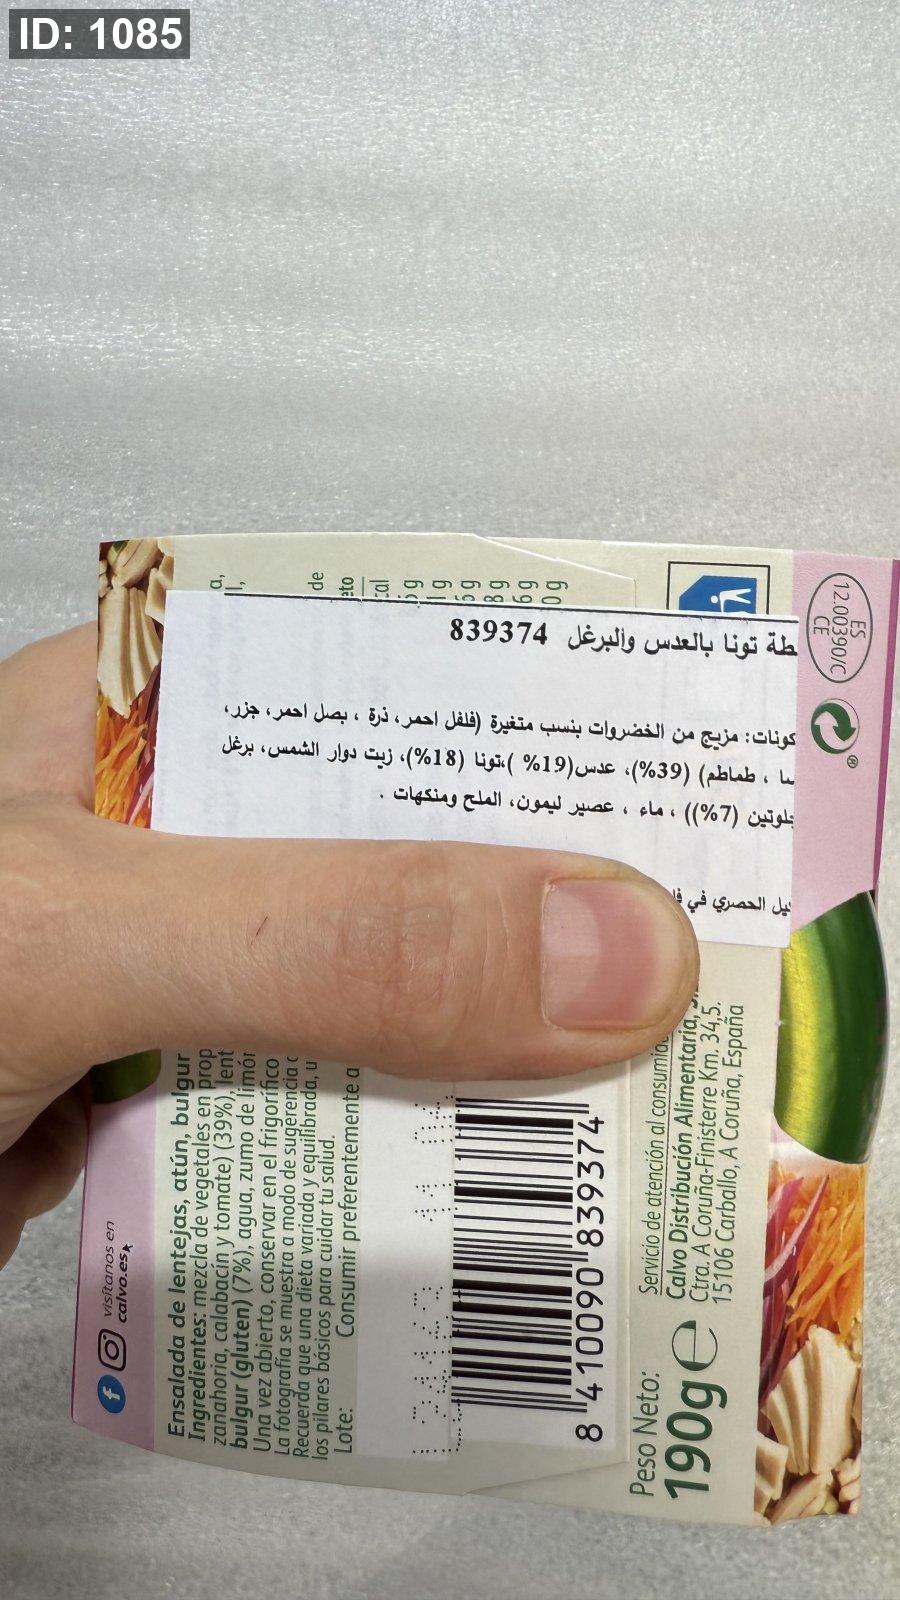 ID: 1085
طة تونا بالعدس والبرغل 839374
كونات: مزيج من الخضروات بنسب متغيرة (فلفل احمر، ذرة ، بصل احمر، جزر،
سا ، طماطم) (39%)، عدس(19% )،تونا (18%)، زيت دوار الشمس، برغل
جلوتين (7%)) ، ماء ، عصير ليمون، الملح ومنكهات .
كيل الحصري في
ES
12.00390/C
CE
visítanos en
calvo.es
Ensalada de lentejas, atún, bulgur
Ingredientes: mezcla de vegetales en prop
zanahoria, calabacín y tomate) (39%), lent
bulgur (gluten) (7%), agua, zumo de limón
Una vez abierto, conservar en el frigorífico
La fotografía se muestra a modo de sugerencia
Recuerda que una dieta variada y equilibrada, u
los pilares básicos para cuidar tu salud.
Lote: Consumir preferentemente a
de
eto
cal
8 410090 839374
Peso Neto:
190g e
Servicio de atención al consumid
Calvo Distribución Alimentaria,
Ctra. A Coruña-Finisterre Km. 34,5.
15106 Carballo, A Coruña, España